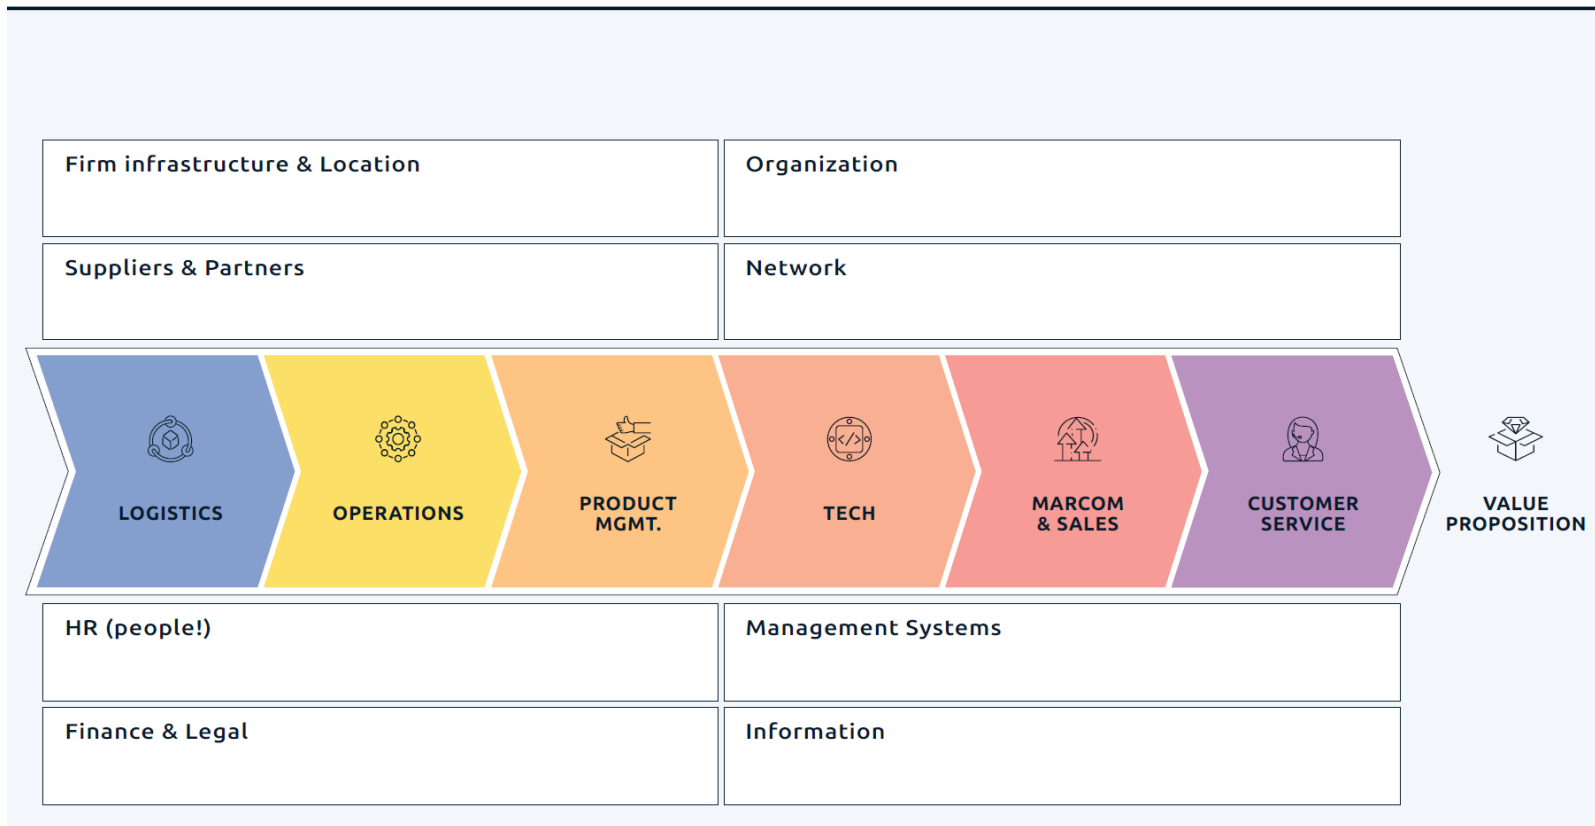 Firm infrastructure & Location
Organization
Suppliers & Partners
Network
LOGISTICS
OPERATIONS
PRODUCT
MGMT.
TECH
MARCOM
& SALES
CUSTOMER
SERVICE
VALUE
PROPOSITION
HR (people!)
Management Systems
Finance & Legal
Information